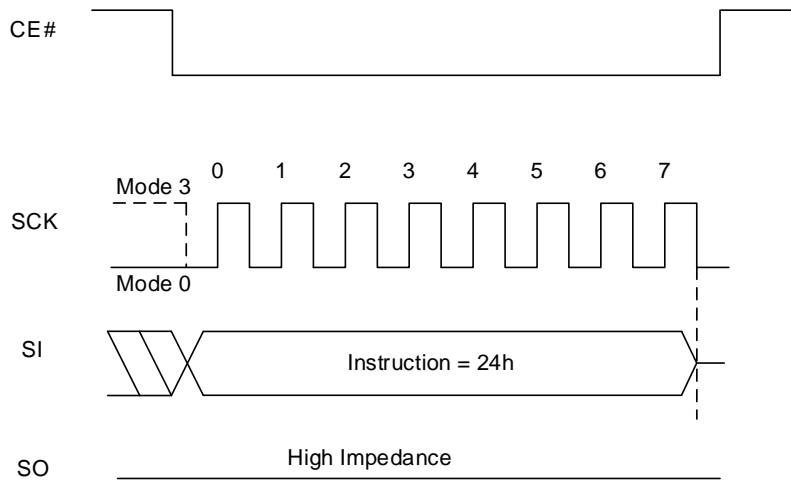 CE#
0 1 2 3 4 5 6 7
Mode 3
SCK
Mode 0
SI
Instruction = 24h
High Impedance
SO